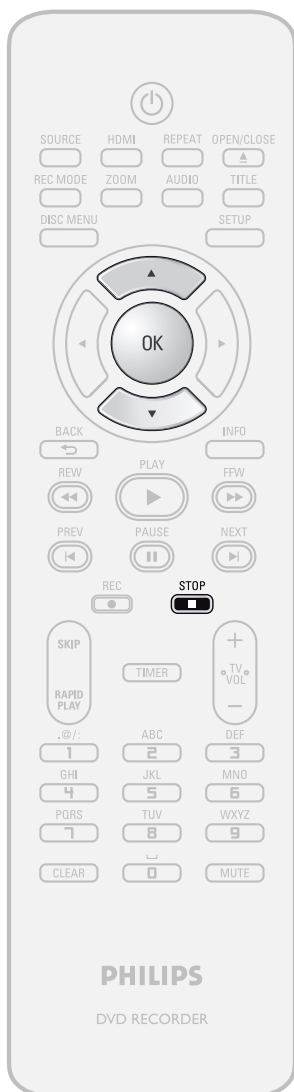 SOURCE HDMI REPEAT OPEN/CLOSE
REC MODE ZOOM AUDIO TITLE
DISC MENU SETUP
OK
BACK INFO
REW PLAY FFW
PREV PAUSE NEXT
REC STOP
SKIP
RAPID
PLAY
TIMER
+
TV
VOL
−
.@/: ABC DEF
1 2 3
GHI JKL MNO
4 5 6
PQRS TUV WXYZ
7 8 9
CLEAR 0 MUTE
PHILIPS
DVD RECORDER